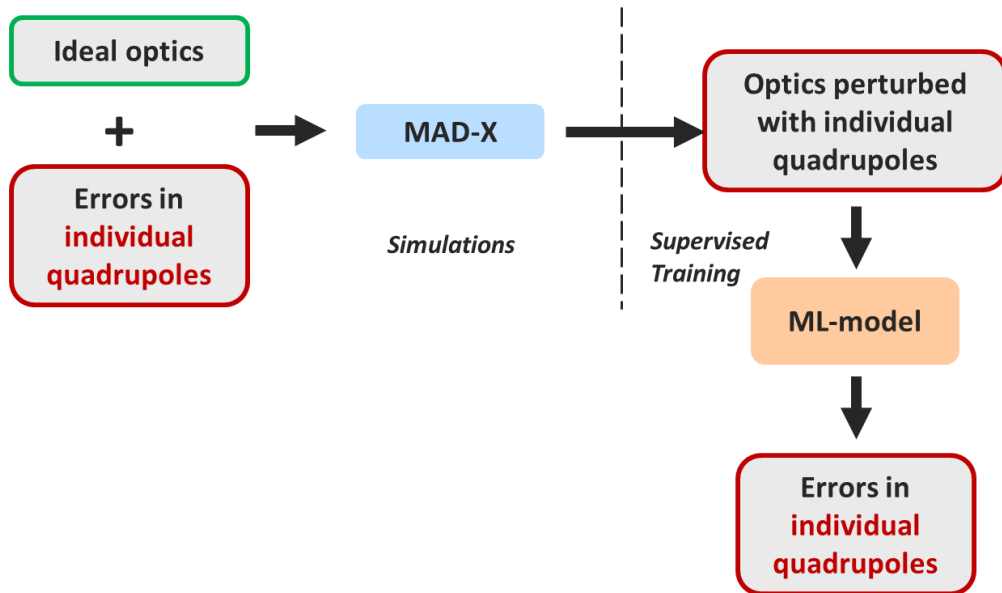 Ideal optics
+
Errors in
individual
quadrupoles
MAD-X
Simulations
Supervised
Training
Optics perturbed
with individual
quadrupoles
ML-model
Errors in
individual
quadrupoles